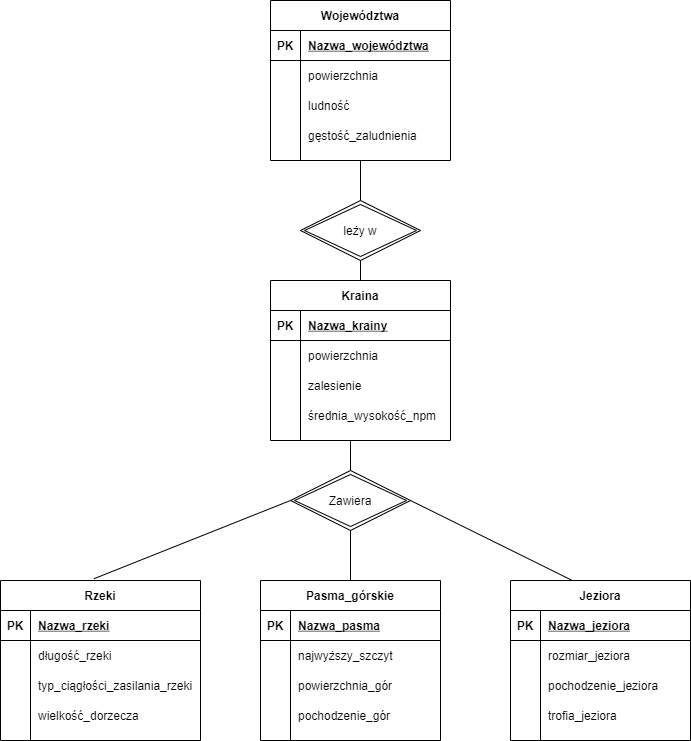 Województwa
PK Nazwa_województwa
powierzchnia
ludność
gęstość_zaludnienia
leży w
Kraina
PK Nazwa_krainy
powierzchnia
zalesienie
średnia_wysokość_npm
Zawiera
Rzeki
PK Nazwa_rzeki
długość_rzeki
typ_ciągłości_zasilania_rzeki
wielkość_dorzecza
Pasma_górskie
PK Nazwa_pasma
najwyższy_szczyt
powierzchnia_gór
pochodzenie_gór
Jeziora
PK Nazwa_jeziora
rozmiar_jeziora
pochodzenie_jeziora
trofia_jeziora